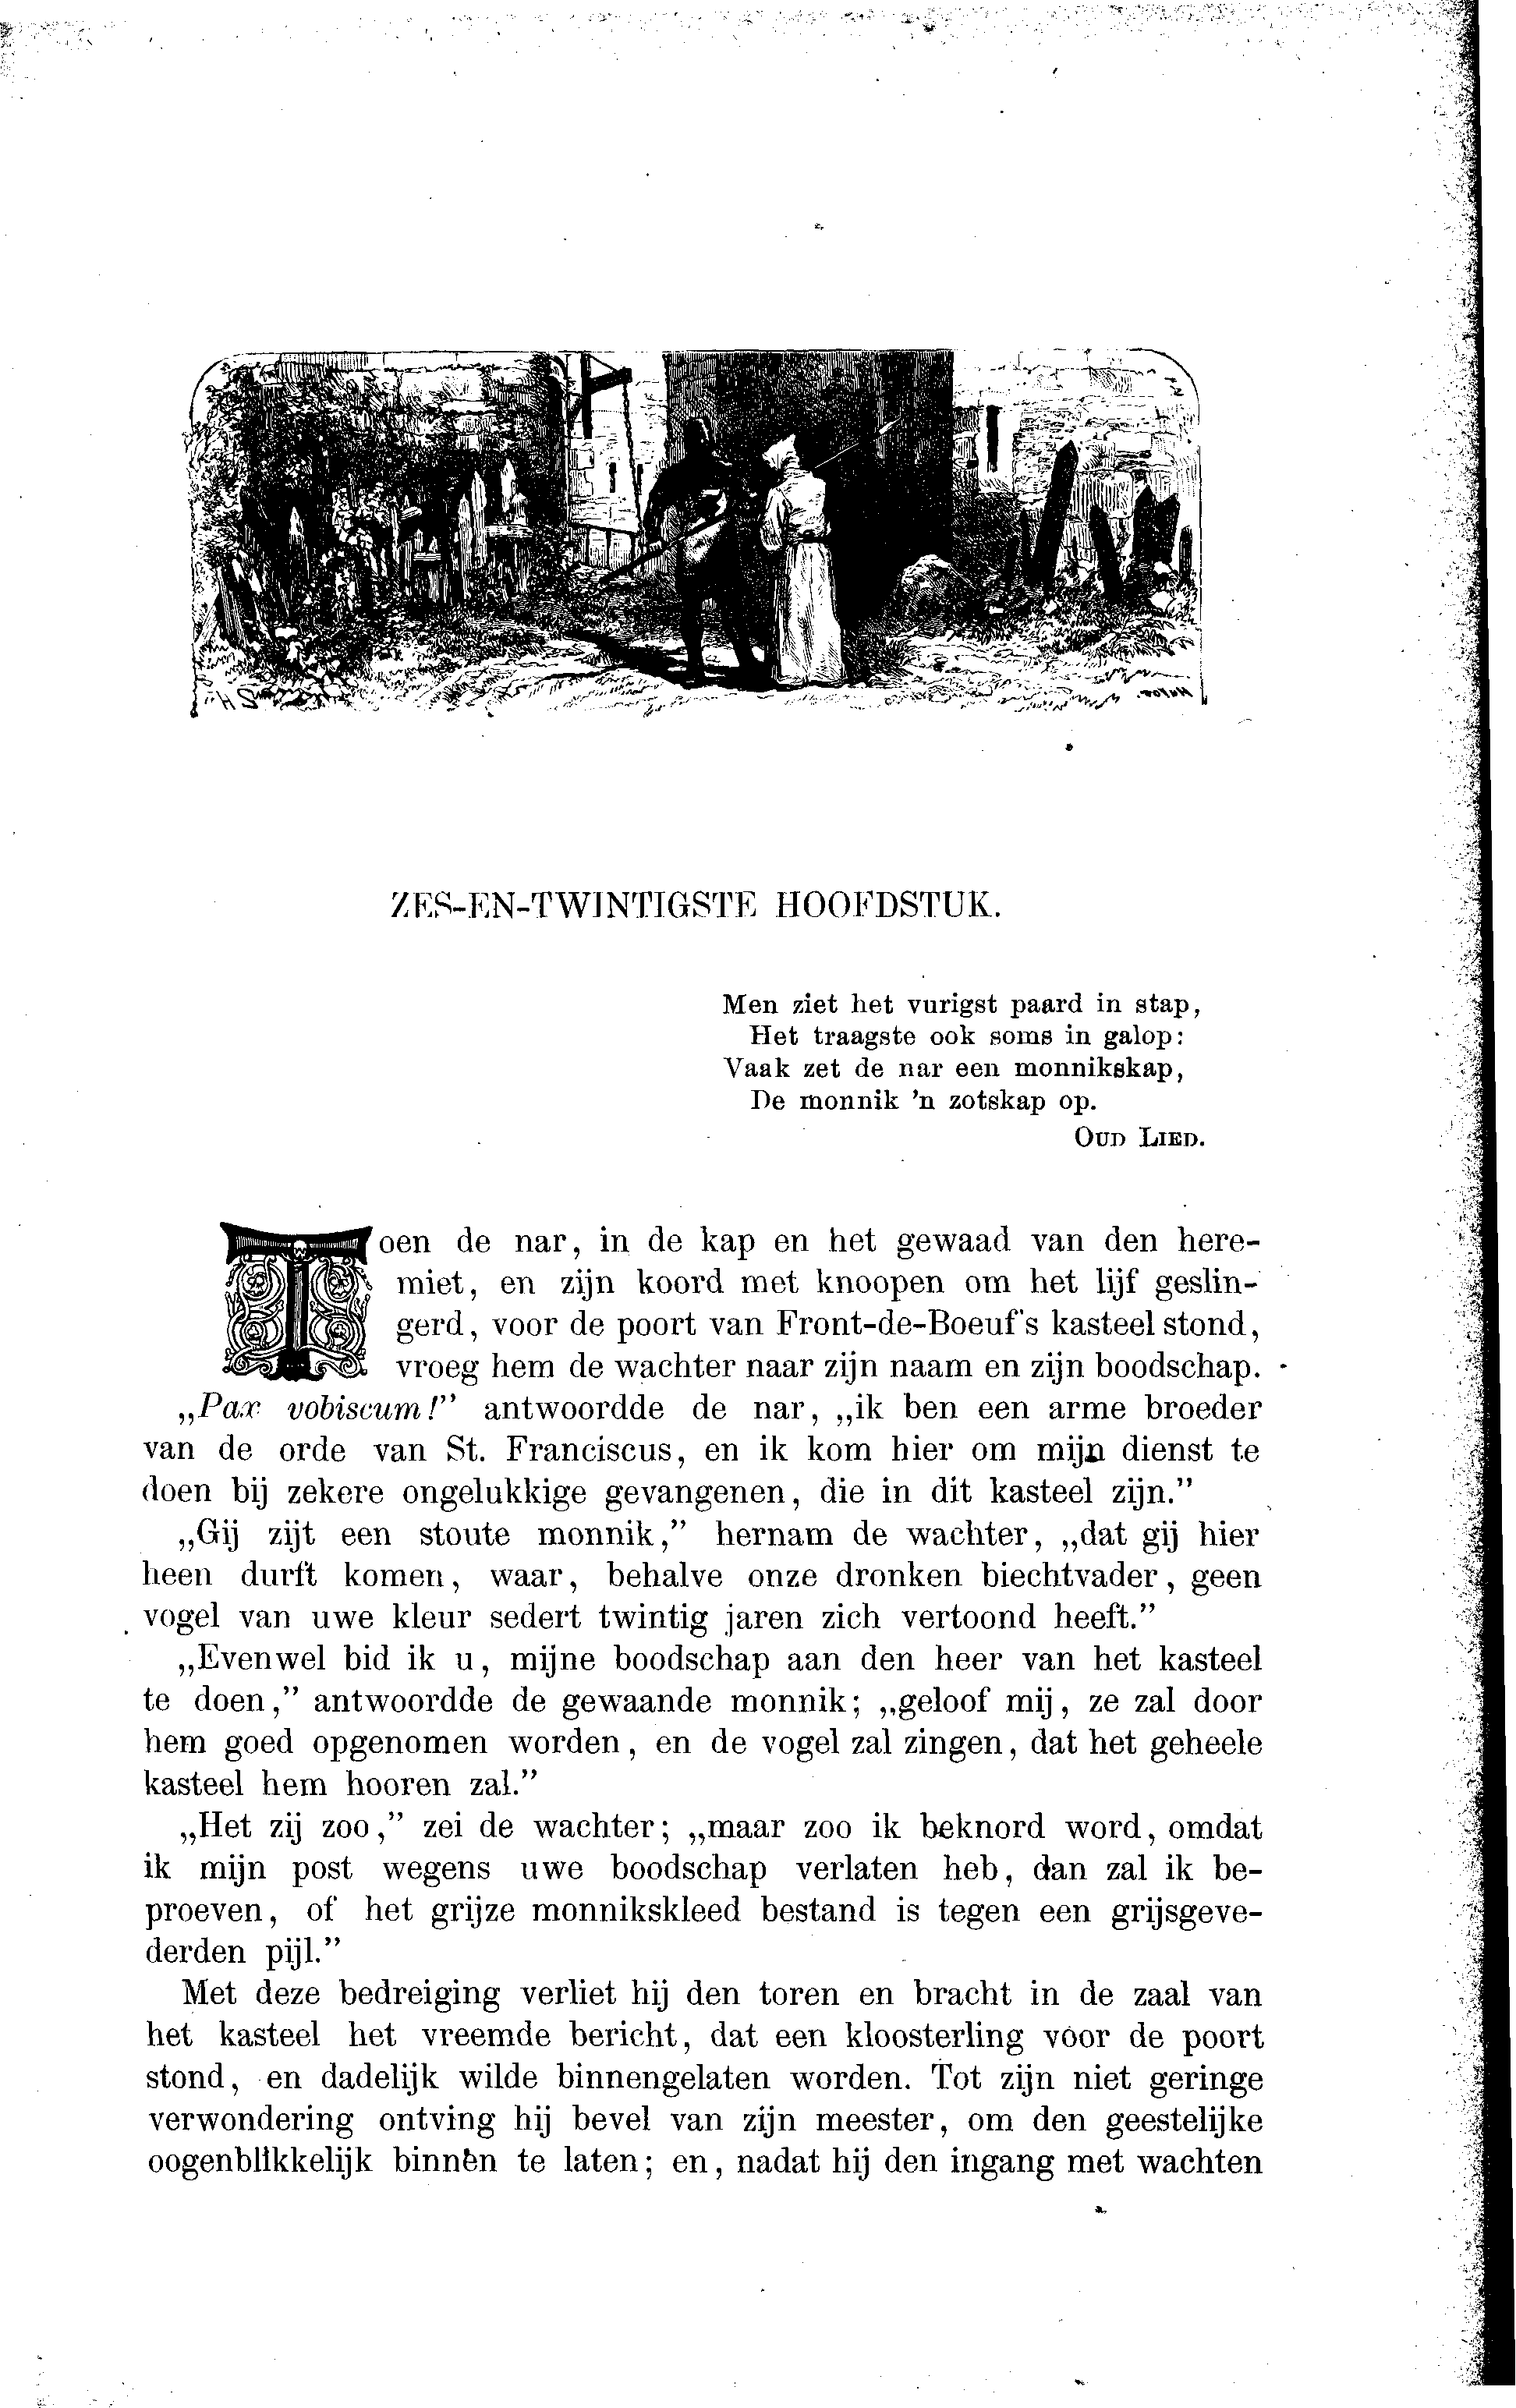 ZES-EN-TWINTIGSTE HOOFDSTUK.
Men ziet het vurigst paard in stap,
Het traagste ook soms in galop:
Vaak zet de nar een monnikskap,
De monnik 'n zotskap op.
OUD LIED.
Toen de nar, in de kap en het gewaad van den here-
miet, en zijn koord met knoopen om het lijf geslin-
gerd, voor de poort van Front-de-Boeuf's kasteel stond,
vroeg hem de wachter naar zijn naam en zijn boodschap.
„Pax vobiscum!” antwoordde de nar, „ik ben een arme broeder
van de orde van St. Franciscus, en ik kom hier om mijn dienst te
doen bij zekere ongelukkige gevangenen, die in dit kasteel zijn.”
„Gij zijt een stoute monnik,” hernam de wachter, „dat gij hier
heen durft komen, waar, behalve onze dronken biechtvader, geen
vogel van uwe kleur sedert twintig jaren zich vertoond heeft.”
„Evenwel bid ik u, mijne boodschap aan den heer van het kasteel
te doen,” antwoordde de gewaande monnik; „geloof mij, ze zal door
hem goed opgenomen worden, en de vogel zal zingen, dat het geheele
kasteel hem hooren zal.”
„Het zij zoo,” zei de wachter; „maar zoo ik beknord word, omdat
ik mijn post wegens uwe boodschap verlaten heb, dan zal ik be-
proeven, of het grijze monnikskleed bestand is tegen een grijsgeve-
derden pijl.”
Met deze bedreiging verliet hij den toren en bracht in de zaal van
het kasteel het vreemde bericht, dat een kloosterling voor de poort
stond, en dadelijk wilde binnengelaten worden. Tot zijn niet geringe
verwondering ontving hij bevel van zijn meester, om den geestelijke
oogenblikkelijk binnen te laten; en, nadat hij den ingang met wachten